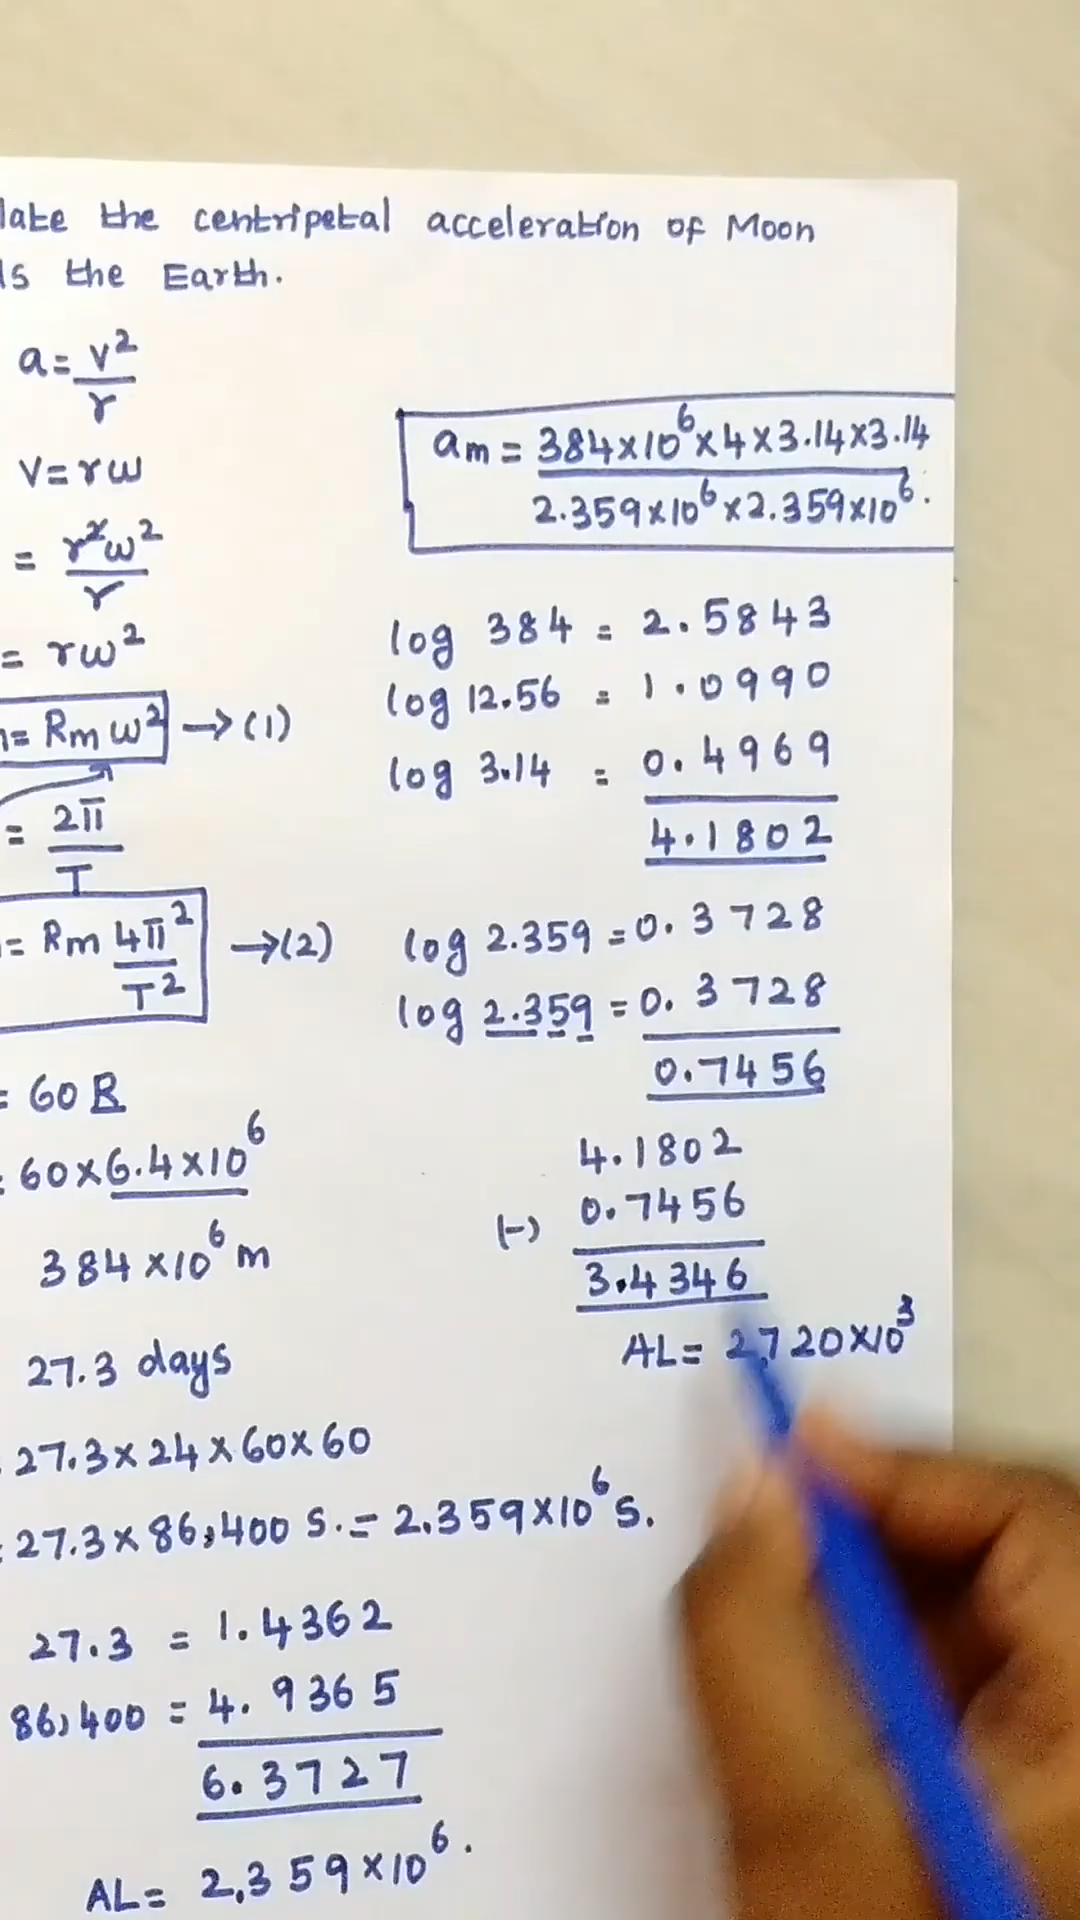 late the centripetal acceleration of Moon
ds the Earth.
a = v²/r
v = rω
= r²ω²/r
= rω²
= Rm ω² → (1)
= 2π/T
= Rm 4π²/T² → (2)
= 60 R
60 × 6.4 × 10⁶
384 × 10⁶ m
27.3 days
27.3 × 24 × 60 × 60
27.3 × 86,400 s. = 2.359 × 10⁶ s.
27.3 = 1.4362
86,400 = 4.9365
6.3727
AL = 2.359 × 10⁶.
am = 384×10⁶×4×3.14×3.14
2.359×10⁶×2.359×10⁶.
log 384 = 2.5843
log 12.56 = 1.0990
log 3.14 = 0.4969
4.1802
log 2.359 = 0.3728
log 2.359 = 0.3728
0.7456
4.1802
(-) 0.7456
3.4346
AL = 2.720×10³